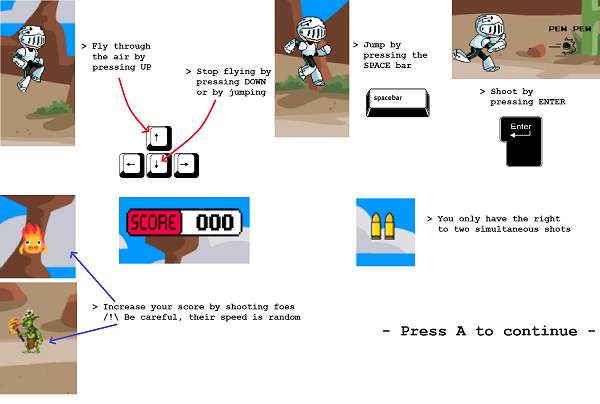 > Fly through
the air by
pressing UP
> Stop flying by
pressing DOWN
or by jumping
> Jump by
pressing the
SPACE bar
spacebar
PEW PEW
> Shoot by
pressing ENTER
Enter
↑
← ↓ →
SCORE 000
> You only have the right
to two simultaneous shots
> Increase your score by shooting foes
/!\ Be careful, their speed is random
- Press A to continue -